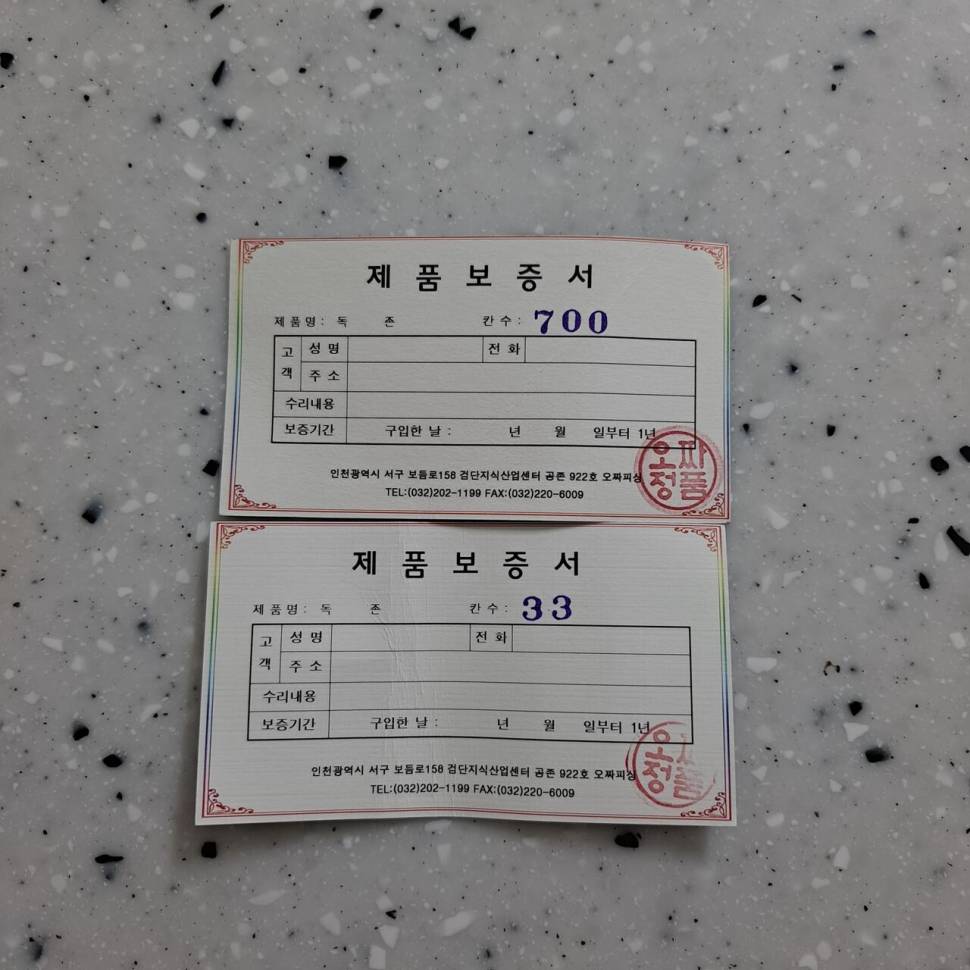 제 품 보 증 서
제품명: 독 존 칸수: 700
고객 성명 전화
주소
수리내용
보증기간 구입한 날: 년 월 일부터 1년
인천광역시 서구 보듬로158 검단지식산업센터 공존 922호 오짜피싱
TEL:(032)202-1199 FAX:(032)220-6009
오짜
정품
제 품 보 증 서
제품명: 독 존 칸수: 33
고객 성명 전화
주소
수리내용
보증기간 구입한 날: 년 월 일부터 1년
인천광역시 서구 보듬로158 검단지식산업센터 공존 922호 오짜피싱
TEL:(032)202-1199 FAX:(032)220-6009
오짜
정품